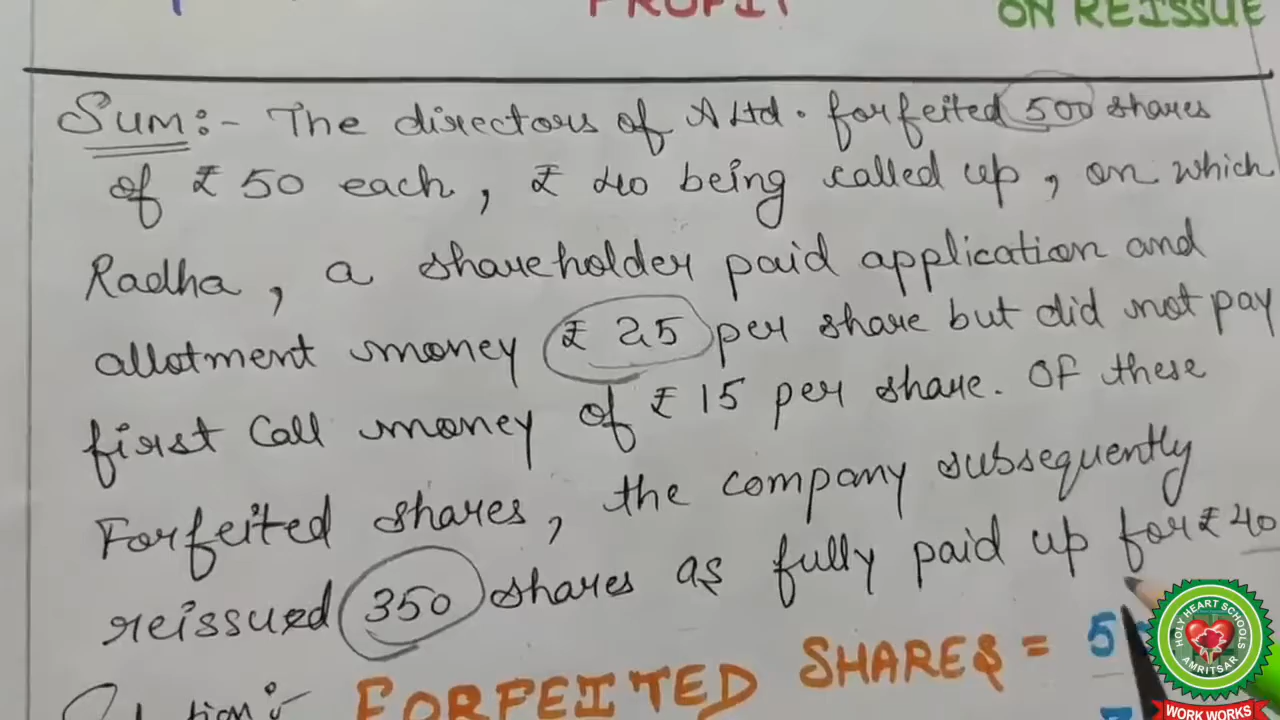 PROFIT
ON REISSUE
Sum:- The directors of A Ltd. forfeited 500 shares
of ₹ 50 each, ₹ 40 being called up, on which
Radha, a shareholder paid application and
allotment money ₹ 25 per share but did not pay
first Call money of ₹ 15 per share. Of these
Forfeited shares, the company subsequently
reissued 350 shares as fully paid up for ₹ 40
FORFEITED SHARES = 5
HOLY HEART SCHOOLS
AMRITSAR
WORK WORKS